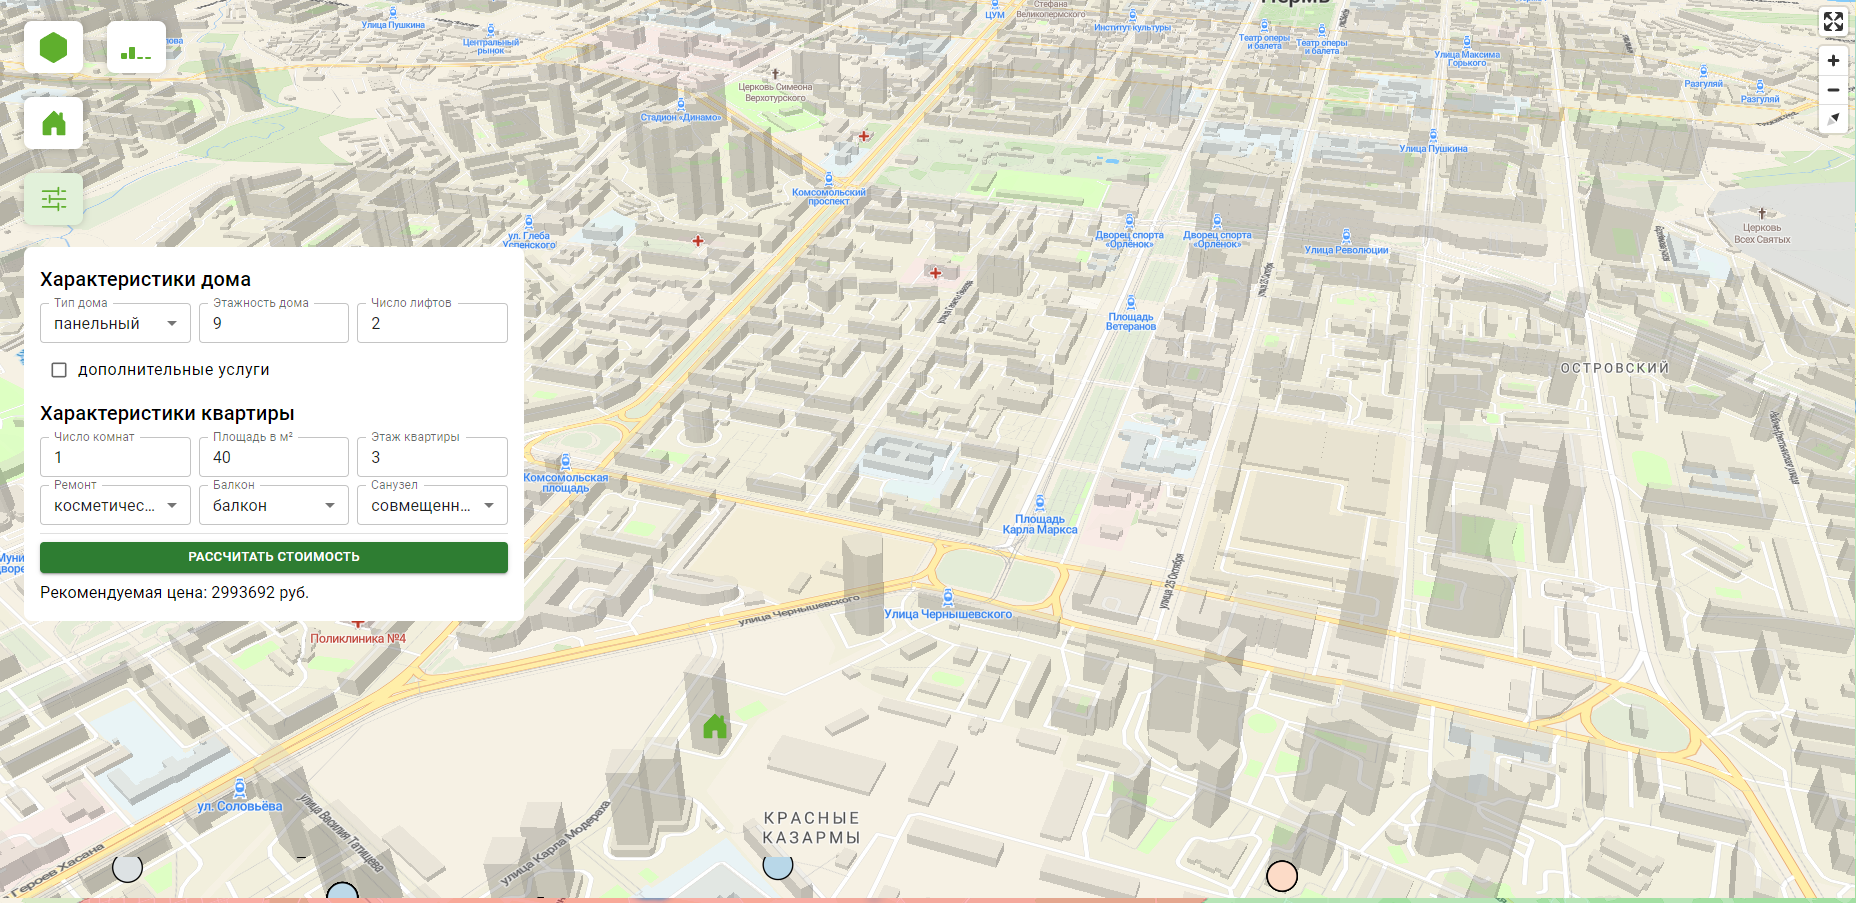 Характеристики дома
Тип дома
Этажность дома
Число лифтов
панельный
9
2
дополнительные услуги
Характеристики квартиры
Число комнат
Площадь в м²
Этаж квартиры
1
40
3
Ремонт
Балкон
Санузел
косметичес...
балкон
совмещенн...
РАССЧИТАТЬ СТОИМОСТЬ
Рекомендуемая цена: 2993692 руб.
Улица Пушкина
Центральный
рынок
ЦУМ
Стефана
Великопермского
Институт культуры
Театр оперы
и балета
Театр оперы
и балета
Улица Максима
Горького
Разгуляй
Разгуляй
Церковь Симеона
Верхотурского
Стадион «Динамо»
Улица Пушкина
Комсомольский
проспект
ул. Глеба
Успенского
Дворец спорта
«Орлёнок»
Дворец спорта
«Орлёнок»
Улица Революции
Церковь
Всех Святых
Площадь
Ветеранов
ОСТРОВСКИЙ
Комсомольская
площадь
Площадь
Карла Маркса
улица 25 Октября
улица Чернышевского
Улица Чернышевского
Поликлиника №4
ул. Соловьёва
улица Василия Татищева
улица Карла Модераха
Героев Хасана
КРАСНЫЕ
КАЗАРМЫ